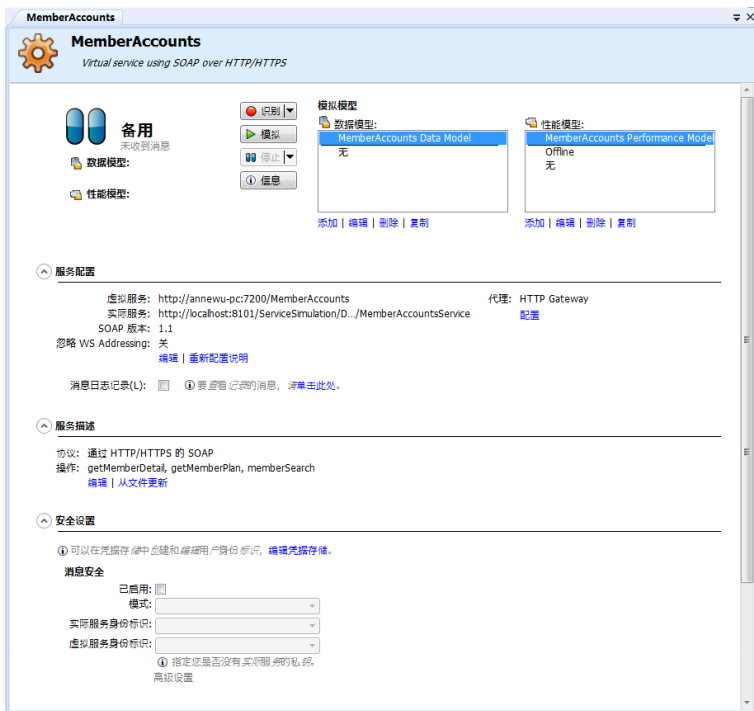 MemberAccounts
MemberAccounts
Virtual service using SOAP over HTTP/HTTPS
备用
未收到消息
数据模型:
性能模型:
识别
模拟
停止
信息
模拟模型
数据模型:
MemberAccounts Data Model
无
添加 | 编辑 | 删除 | 复制
性能模型:
MemberAccounts Performance Model
Offline
无
添加 | 编辑 | 删除 | 复制
服务配置
虚拟服务: http://annewu-pc:7200/MemberAccounts
代理: HTTP Gateway
实际服务: http://localhost:8101/ServiceSimulation/D.../MemberAccountsService
配置
SOAP 版本: 1.1
忽略 WS Addressing: 关
编辑 | 重新配置说明
消息日志记录(L): 要查看记录的消息，请单击此处。
服务描述
协议: 通过 HTTP/HTTPS 的 SOAP
操作: getMemberDetail, getMemberPlan, memberSearch
编辑 | 从文件更新
安全设置
可以在凭据存储中创建和编辑用户身份标识，编辑凭据存储。
消息安全
已启用:
模式:
实际服务身份标识:
虚拟服务身份标识:
指定您是否没有实际服务的私钥。
高级设置